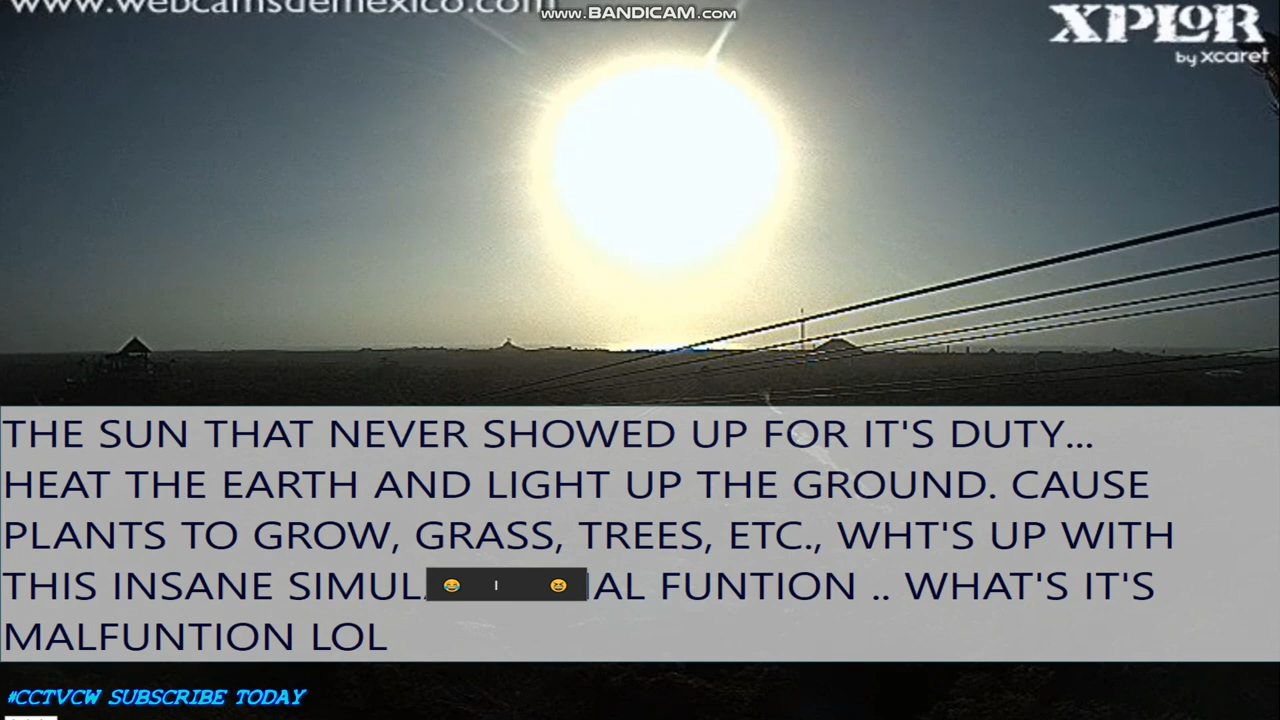 www.webcamsdemexico.com
www.BANDICAM.com
XPLOR
by xcaret
THE SUN THAT NEVER SHOWED UP FOR IT'S DUTY...
HEAT THE EARTH AND LIGHT UP THE GROUND. CAUSE
PLANTS TO GROW, GRASS, TREES, ETC., WHT'S UP WITH
THIS INSANE AL FUNTION .. WHAT'S IT'S
MALFUNTION LOL
#CCTVCW SUBSCRIBE TODAY